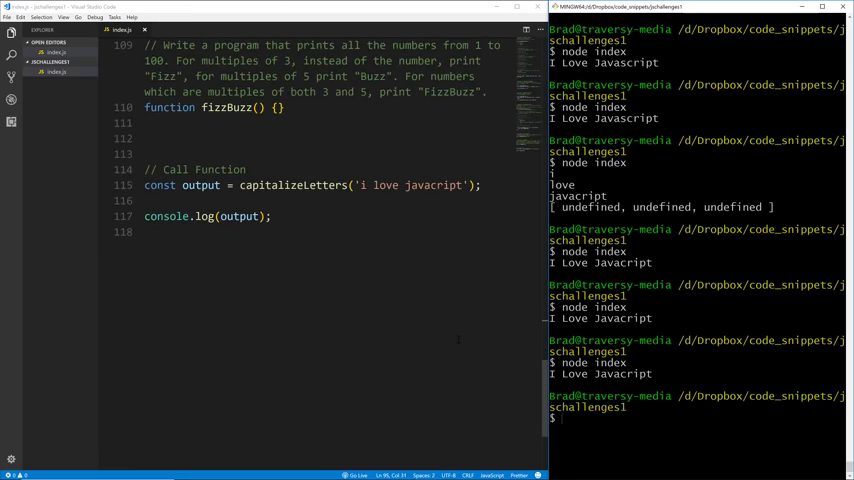 index.js - jschallenges1 - Visual Studio Code
File Edit Selection View Go Debug Tasks Help
EXPLORER
OPEN EDITORS
index.js
JSCHALLENGES1
index.js
index.js
109 // Write a program that prints all the numbers from 1 to
100. For multiples of 3, instead of the number, print
"Fizz", for multiples of 5 print "Buzz". For numbers
which are multiples of both 3 and 5, print "FizzBuzz".
110 function fizzBuzz() {}
111
112
113
114 // Call Function
115 const output = capitalizeLetters('i love javacript');
116
117 console.log(output);
118
0 0
Go Live Ln 95, Col 31 Spaces: 2 UTF-8 CRLF JavaScript Prettier
MINGW64:/d/Dropbox/code_snippets/jschallenges1
Brad@traversy-media /d/Dropbox/code_snippets/j
schallenges1
$ node index
I Love Javascript
Brad@traversy-media /d/Dropbox/code_snippets/j
schallenges1
$ node index
I Love Javascript
Brad@traversy-media /d/Dropbox/code_snippets/j
schallenges1
$ node index
i
love
javacript
[ undefined, undefined, undefined ]
Brad@traversy-media /d/Dropbox/code_snippets/j
schallenges1
$ node index
I Love Javacript
Brad@traversy-media /d/Dropbox/code_snippets/j
schallenges1
$ node index
I Love Javacript
Brad@traversy-media /d/Dropbox/code_snippets/j
schallenges1
$ node index
I Love Javacript
Brad@traversy-media /d/Dropbox/code_snippets/j
schallenges1
$